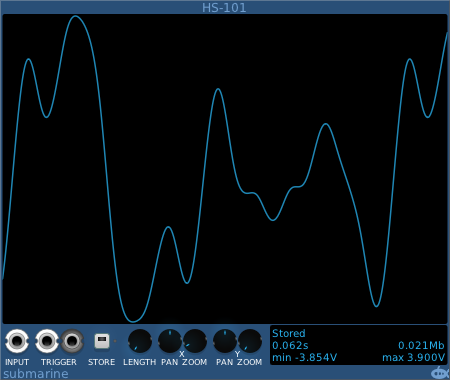 HS-101
Stored
0.062s 0.021Mb
min -3.854V max 3.900V
INPUT TRIGGER STORE LENGTH PAN X ZOOM PAN Y ZOOM
submarine